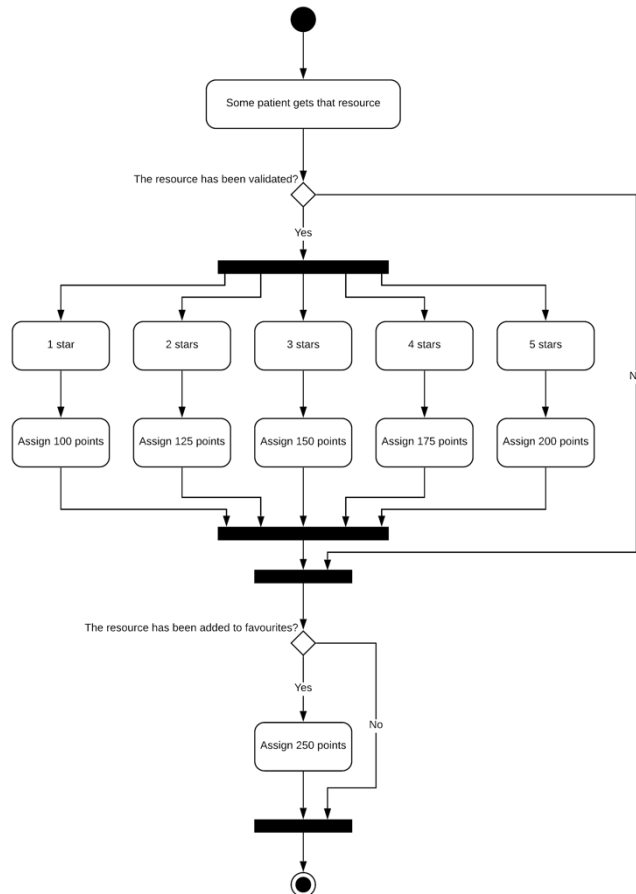 Some patient gets that resource
The resource has been validated?
Yes
1 star
2 stars
3 stars
4 stars
5 stars
N
Assign 100 points
Assign 125 points
Assign 150 points
Assign 175 points
Assign 200 points
The resource has been added to favourites?
Yes
No
Assign 250 points